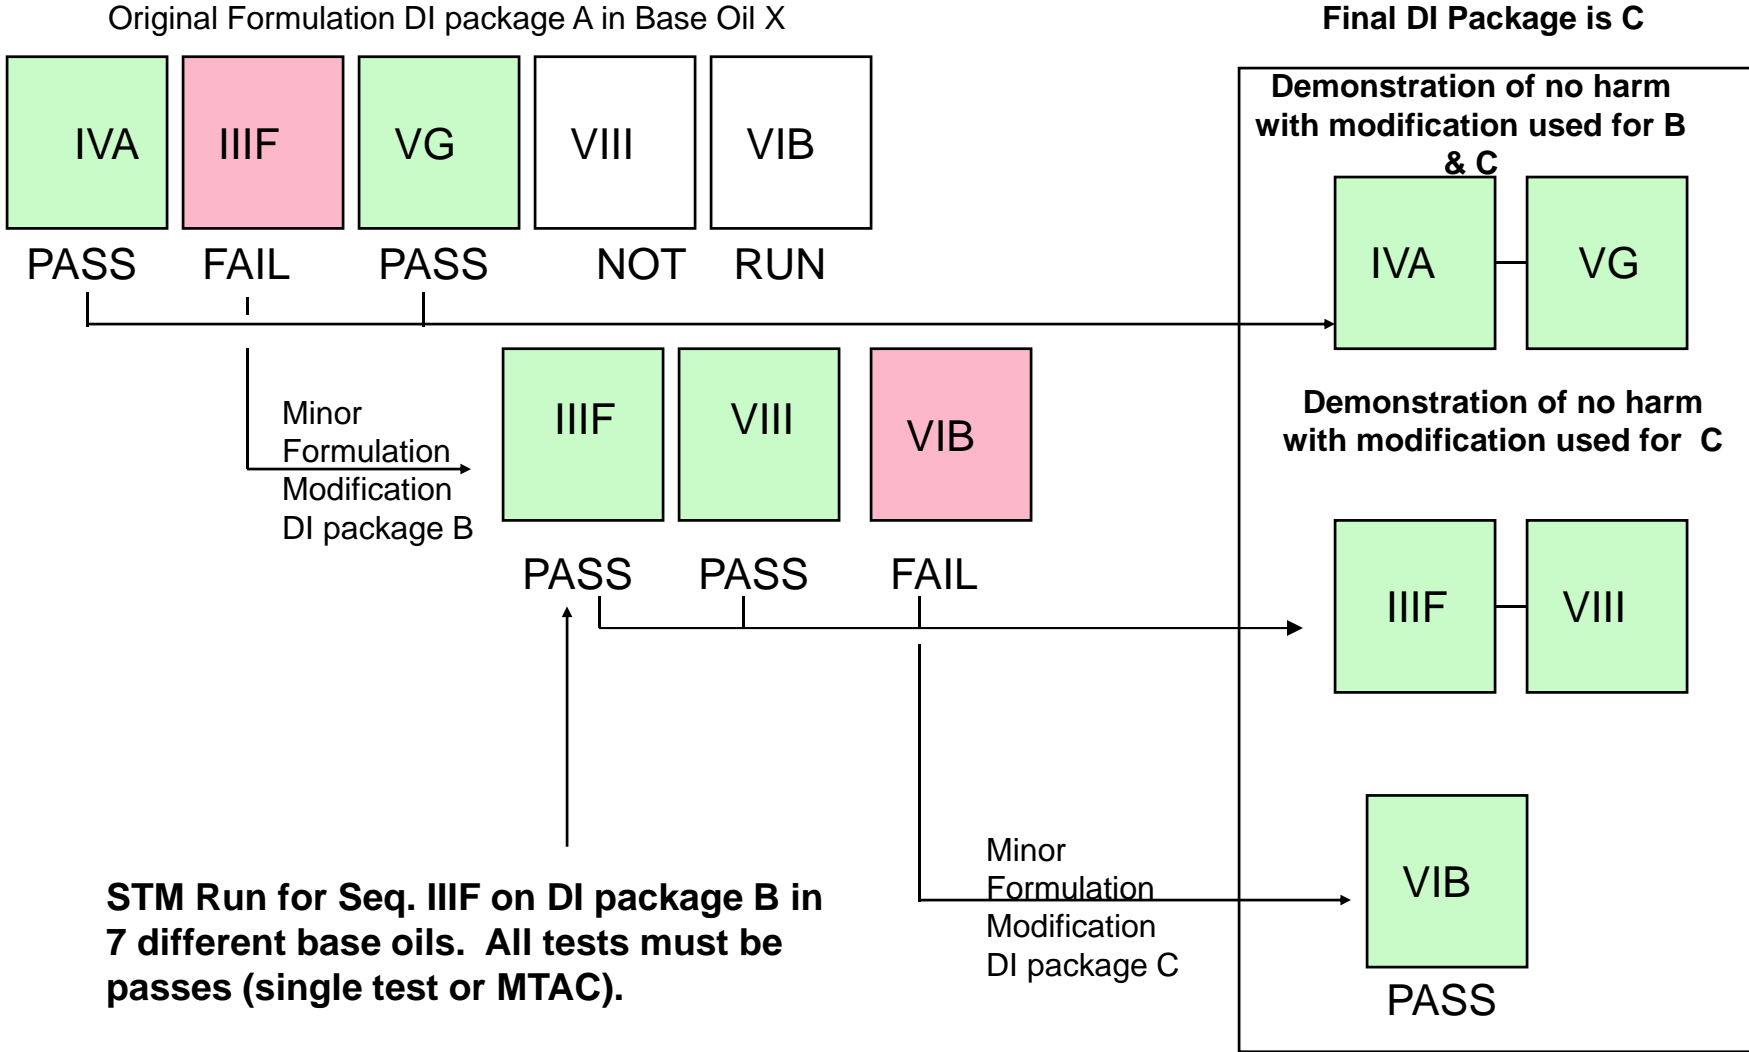 Original Formulation DI package A in Base Oil X
IVA
IIIF
VG
VIII
VIB
PASS
FAIL
PASS
NOT
RUN
Minor
Formulation
Modification
DI package B
IIIF
VIII
VIB
PASS
PASS
FAIL
STM Run for Seq. IIIF on DI package B in
7 different base oils. All tests must be
passes (single test or MTAC).
Minor
Formulation
Modification
DI package C
Final DI Package is C
Demonstration of no harm
with modification used for B
& C
IVA
VG
Demonstration of no harm
with modification used for C
IIIF
VIII
VIB
PASS